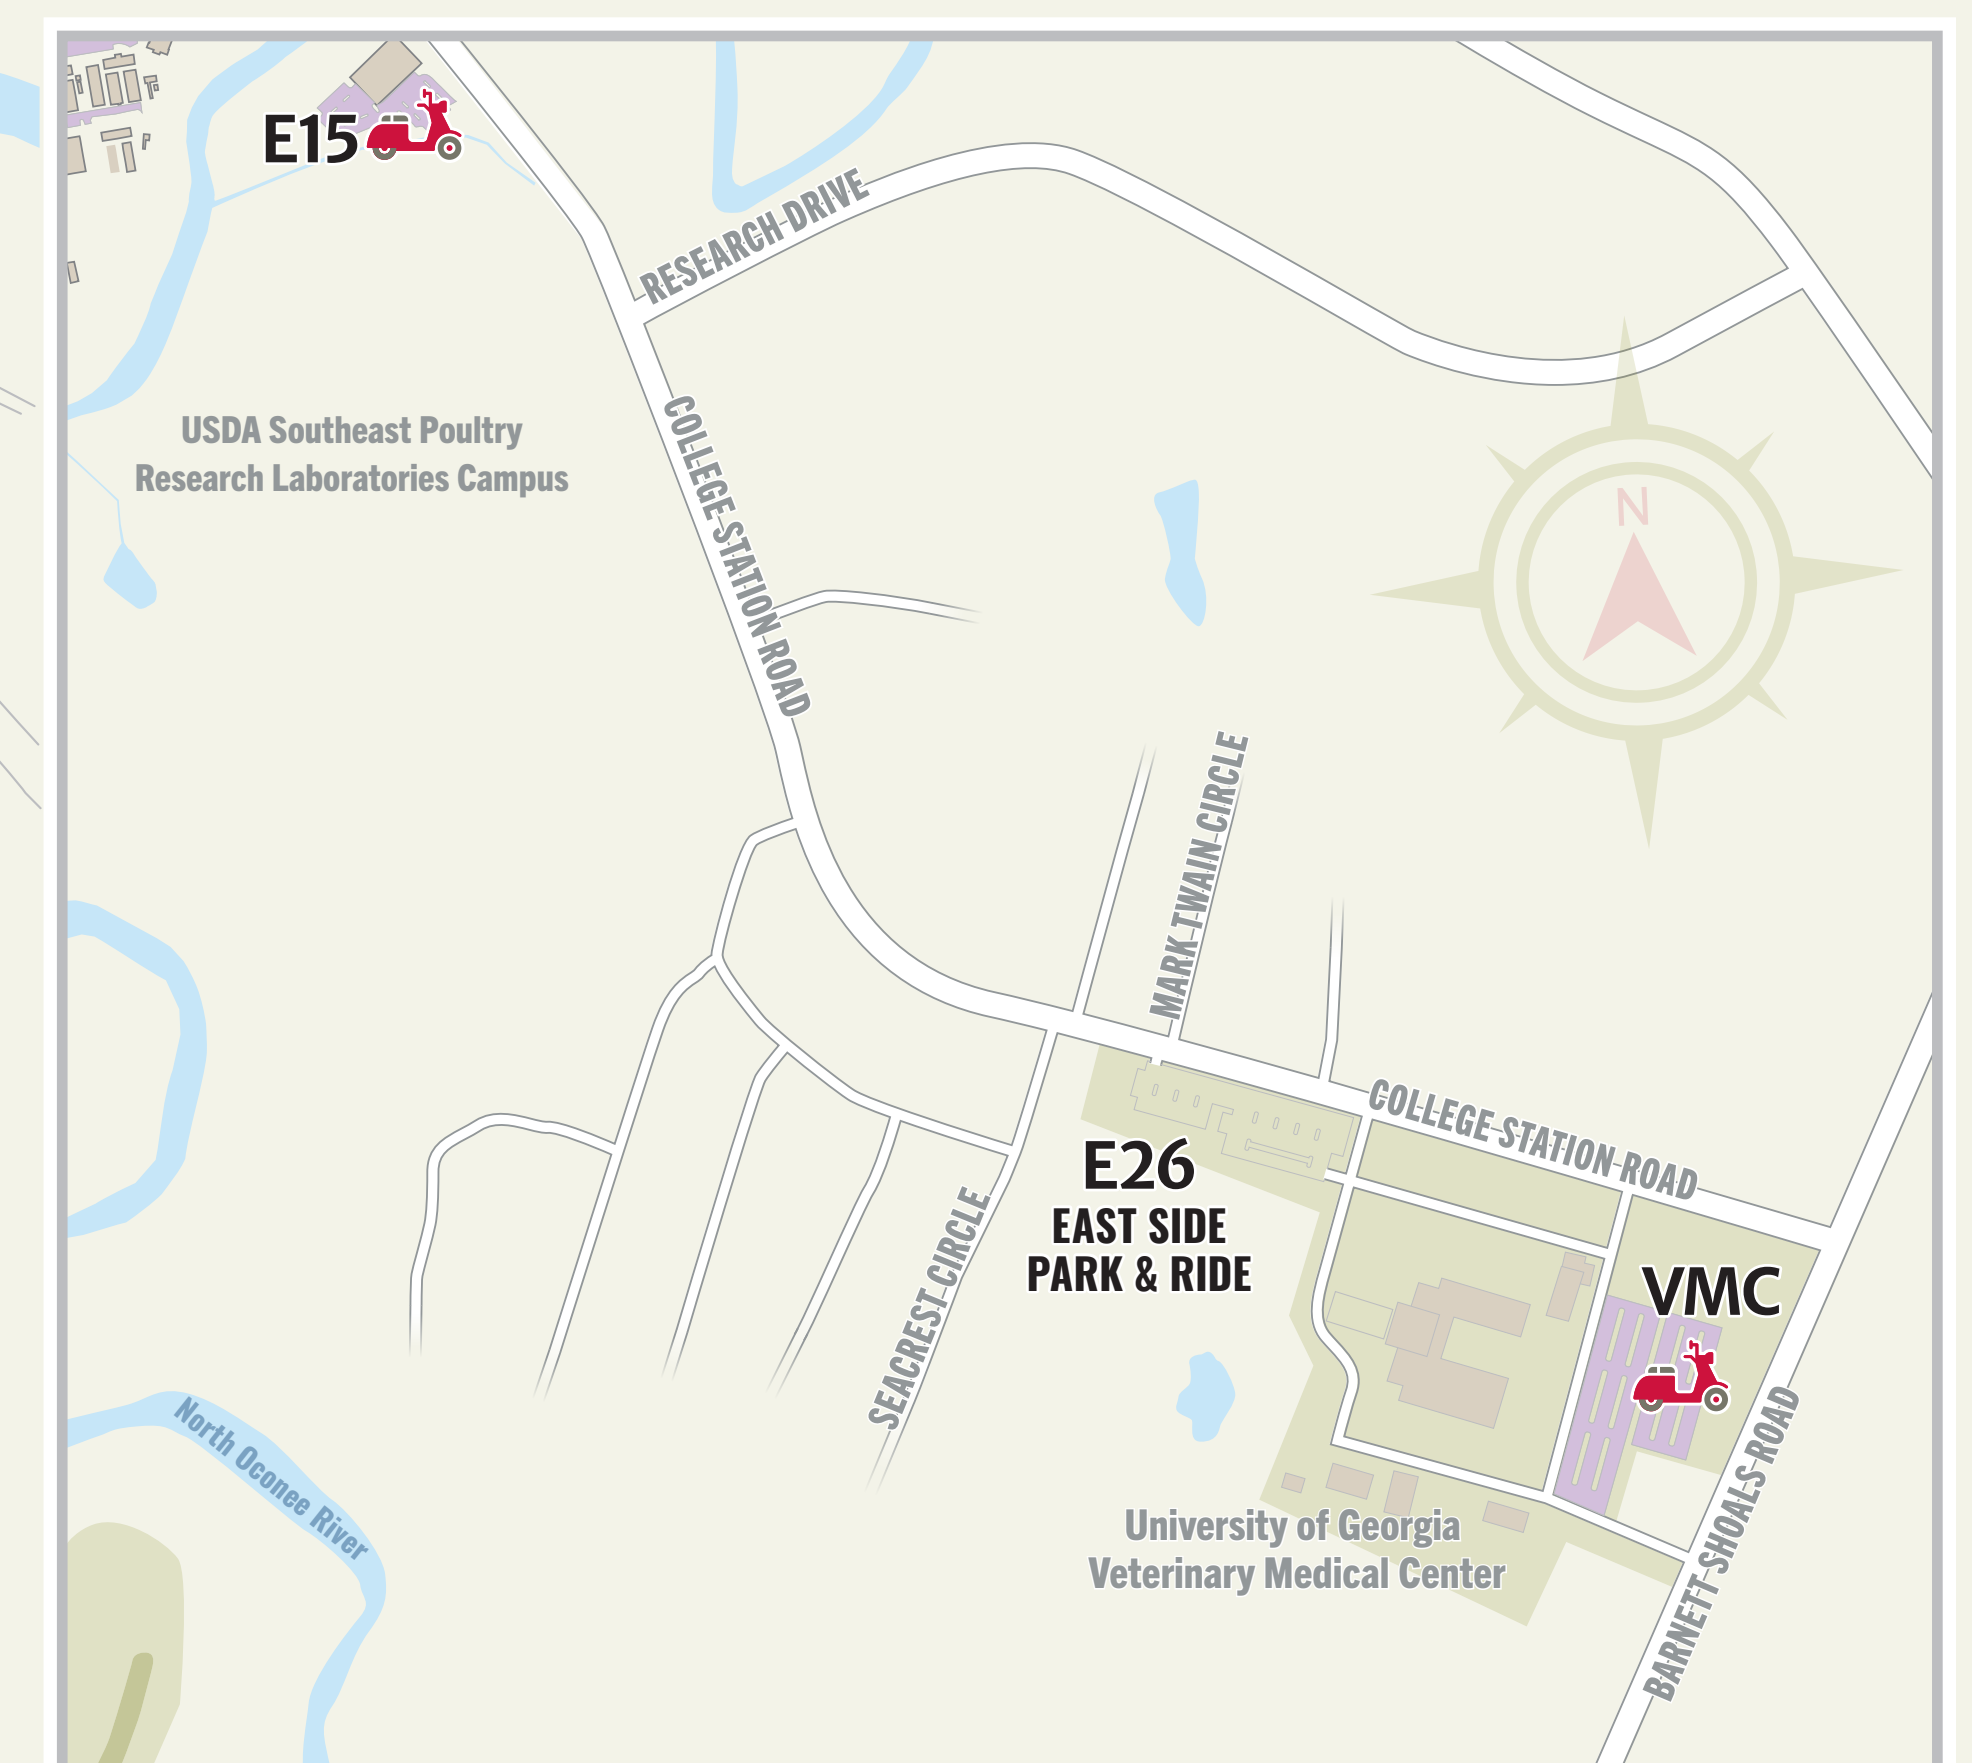 E15
RESEARCH DRIVE
USDA Southeast Poultry
Research Laboratories Campus
COLLEGE STATION ROAD
N
MARK TWAIN CIRCLE
COLLEGE STATION ROAD
E26
EAST SIDE
PARK & RIDE
SEACREST CIRCLE
VMC
North Oconee River
University of Georgia
Veterinary Medical Center
BARNETT SHOALS ROAD